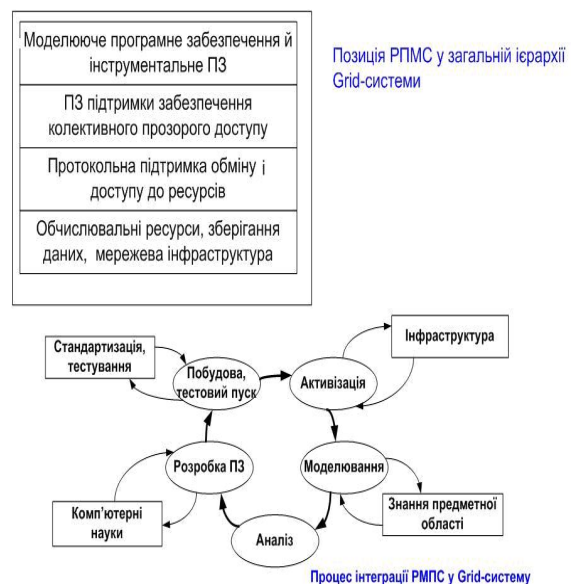 Моделююче програмне забезпечення й
інструментальне ПЗ
ПЗ підтримки забезпечення
колективного прозорого доступу
Протокольна підтримка обміну і
доступу до ресурсів
Обчислювальні ресурси, зберігання
даних, мережева інфраструктура
Позиція РПМС у загальній ієрархії
Grid-системи
Стандартизація,
тестування
Побудова,
тестовий пуск
Активізація
Інфраструктура
Розробка ПЗ
Моделювання
Комп'ютерні
науки
Аналіз
Знання предметної
області
Процес інтеграції РМПС у Grid-систему